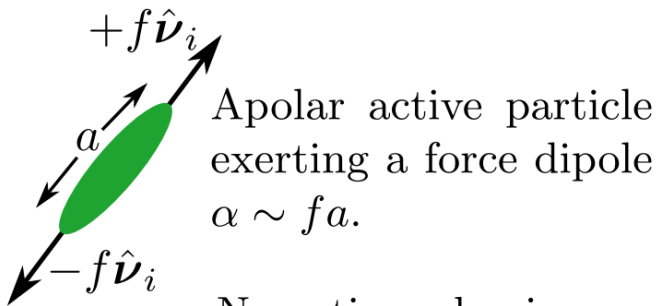 +f𝛎̂ᵢ
a
Apolar active particle
exerting a force dipole
α ∼ fa.
−f𝛎̂ᵢ